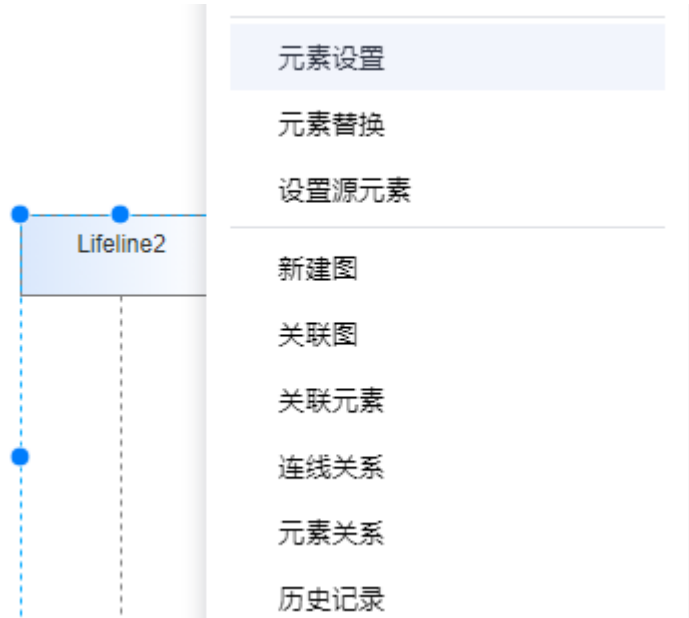 元素设置
元素替换
设置源元素
Lifeline2
新建图
关联图
关联元素
连线关系
元素关系
历史记录